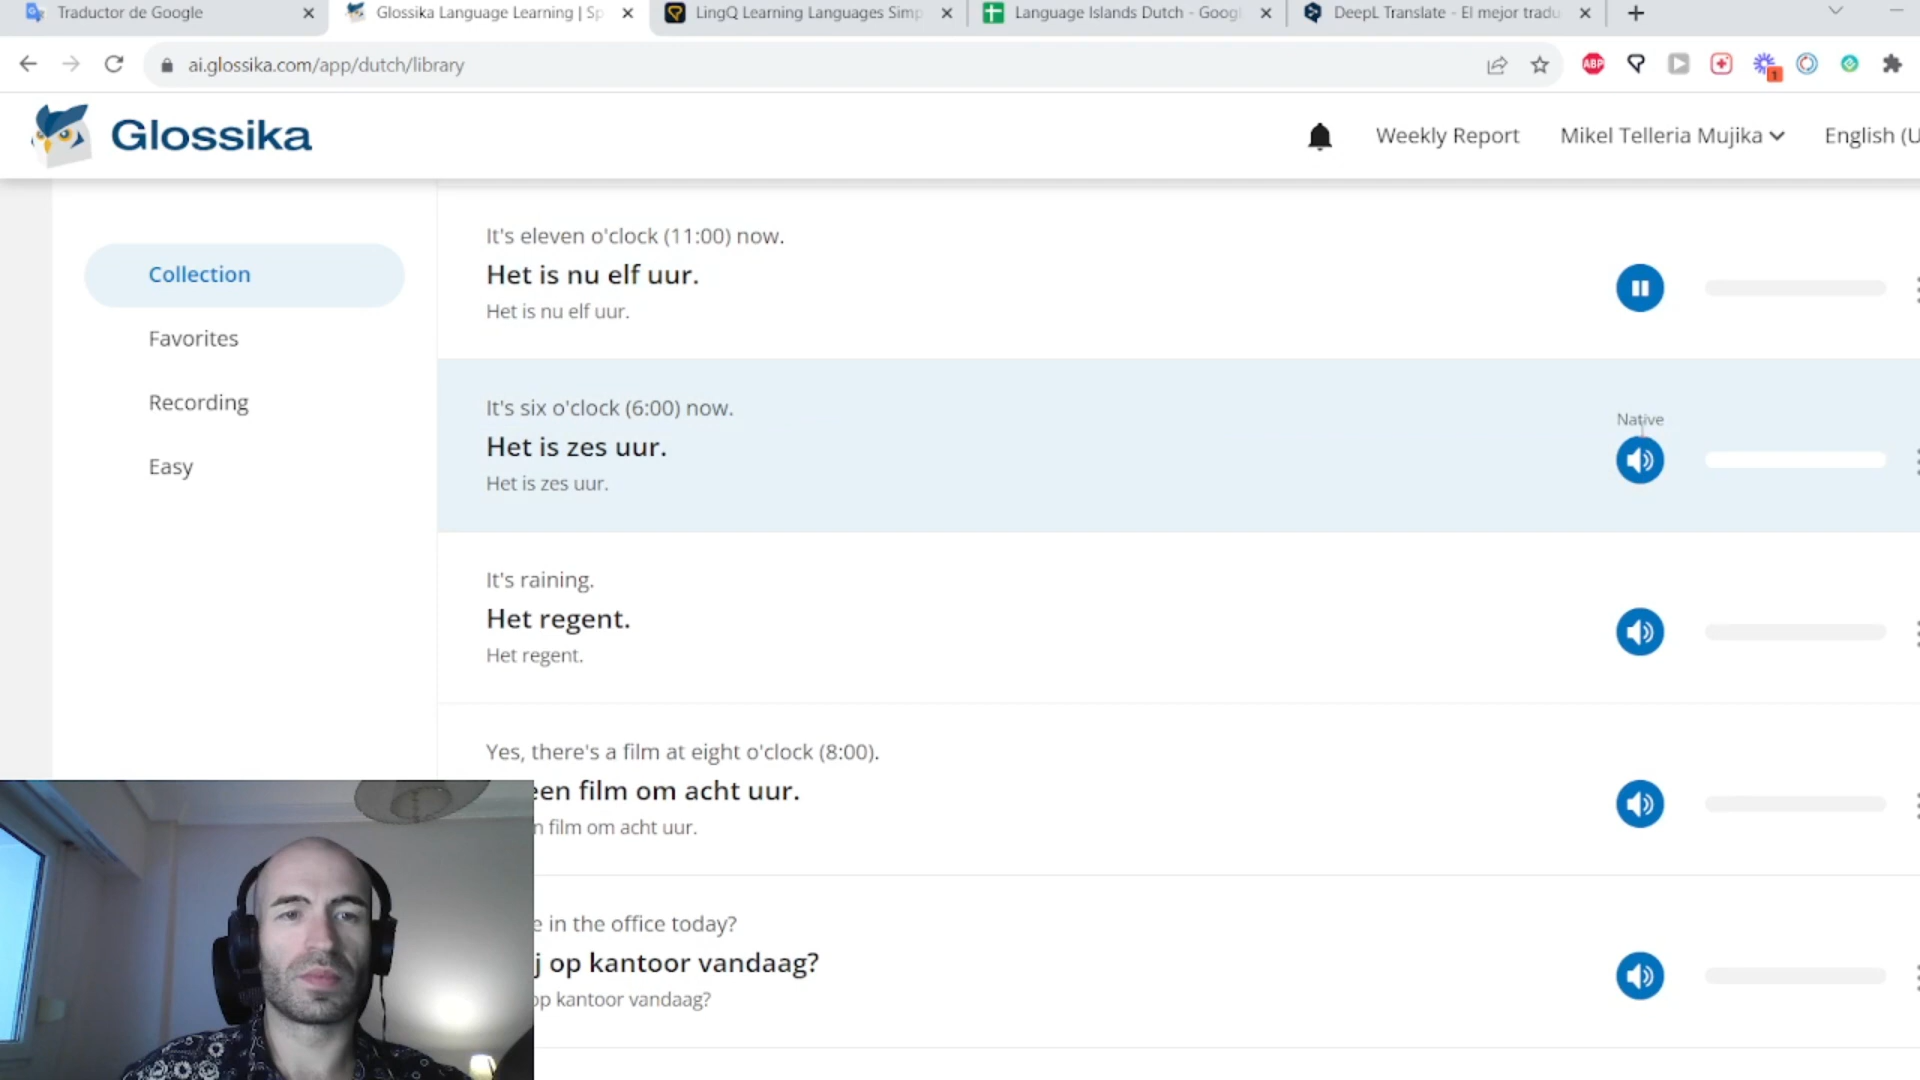 Traductor de Google
Glossika Language Learning | Sp
LingQ Learning Languages Simp
Language Islands Dutch - Goog
DeepL Translate - El mejor tradu
ai.glossika.com/app/dutch/library
ABP
1
Glossika
Weekly Report
Mikel Telleria Mujika
English (U
Collection
Favorites
Recording
Easy
It's eleven o'clock (11:00) now.
Het is nu elf uur.
Het is nu elf uur.
It's six o'clock (6:00) now.
Het is zes uur.
Het is zes uur.
Native
It's raining.
Het regent.
Het regent.
Yes, there's a film at eight o'clock (8:00).
een film om acht uur.
n film om acht uur.
e in the office today?
j op kantoor vandaag?
op kantoor vandaag?